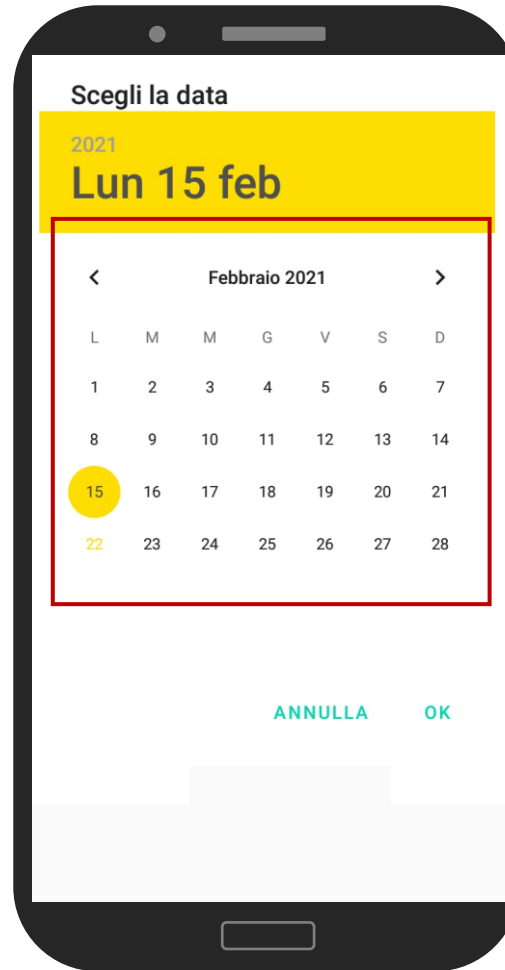 Scegli la data
2021
Lun 15 feb
Febbraio 2021
L M M G V S D
1 2 3 4 5 6 7
8 9 10 11 12 13 14
15 16 17 18 19 20 21
22 23 24 25 26 27 28
ANNULLA OK